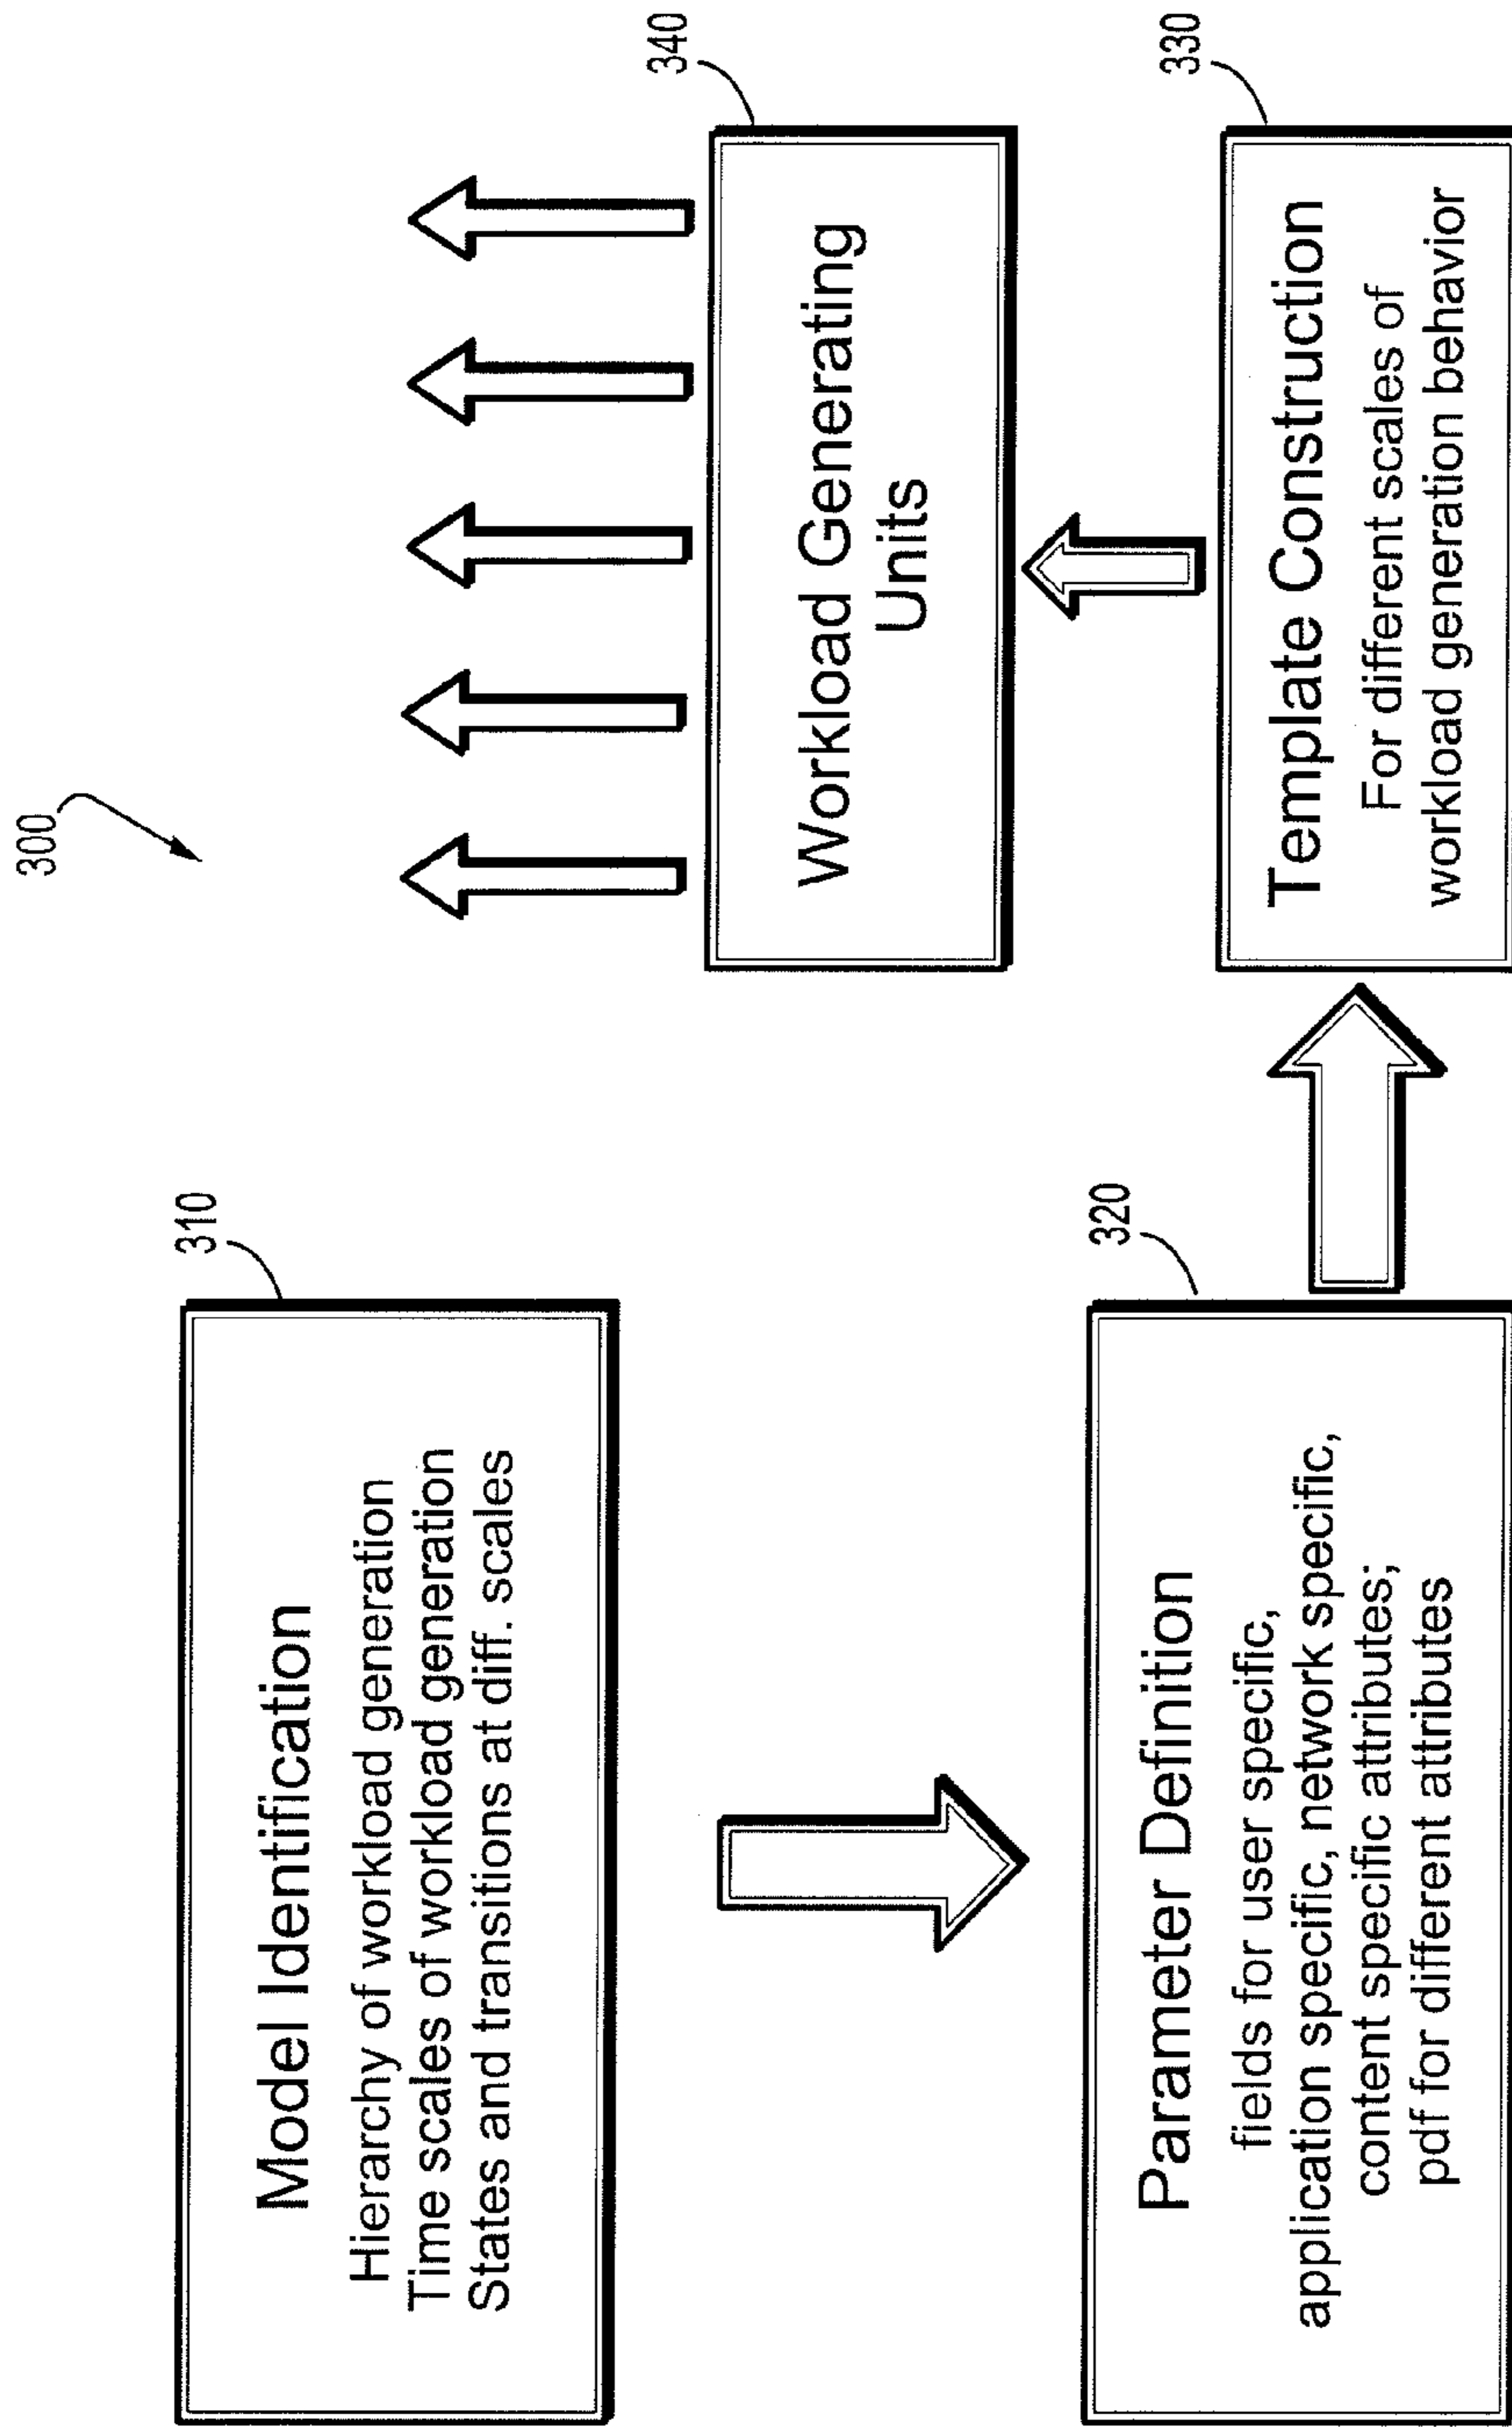 300
310
Model Identification
Hierarchy of workload generation
Time scales of workload generation
States and transitions at diff. scales
320
Parameter Definition
fields for user specific,
application specific, network specific,
content specific attributes;
pdf for different attributes
330
Template Construction
For different scales of
workload generation behavior
340
Workload Generating
Units